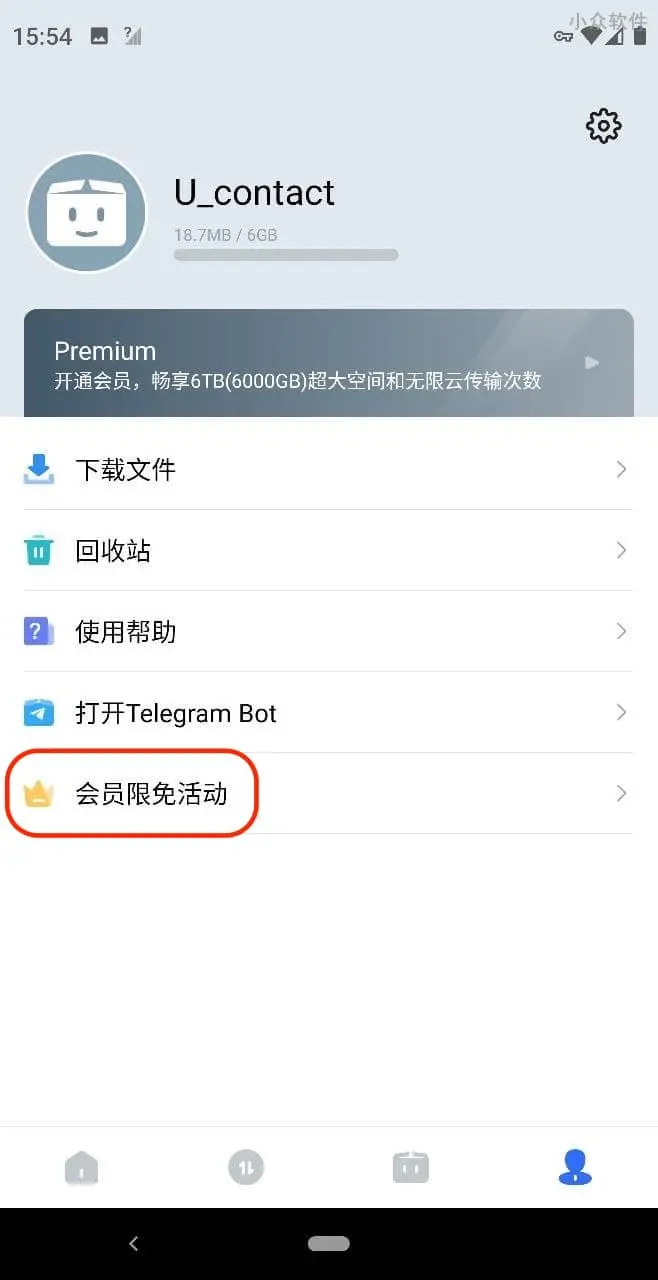 小众软件
15:54
U_contact
18.7MB / 6GB
Premium
开通会员，畅享6TB(6000GB)超大空间和无限云传输次数
下载文件
回收站
使用帮助
打开Telegram Bot
会员限免活动